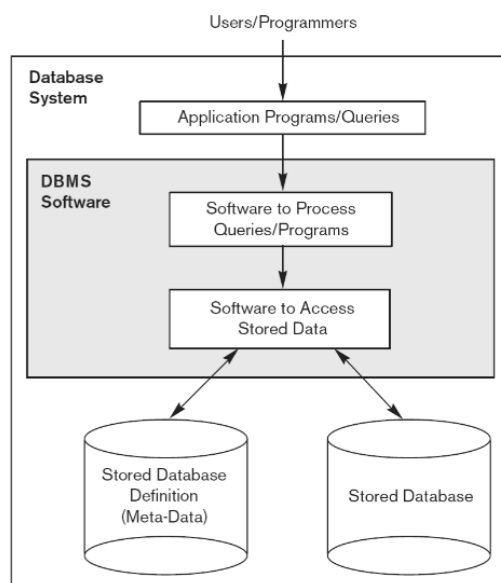 Users/Programmers
Database
System
Application Programs/Queries
DBMS
Software
Software to Process
Queries/Programs
Software to Access
Stored Data
Stored Database
Definition
(Meta-Data)
Stored Database